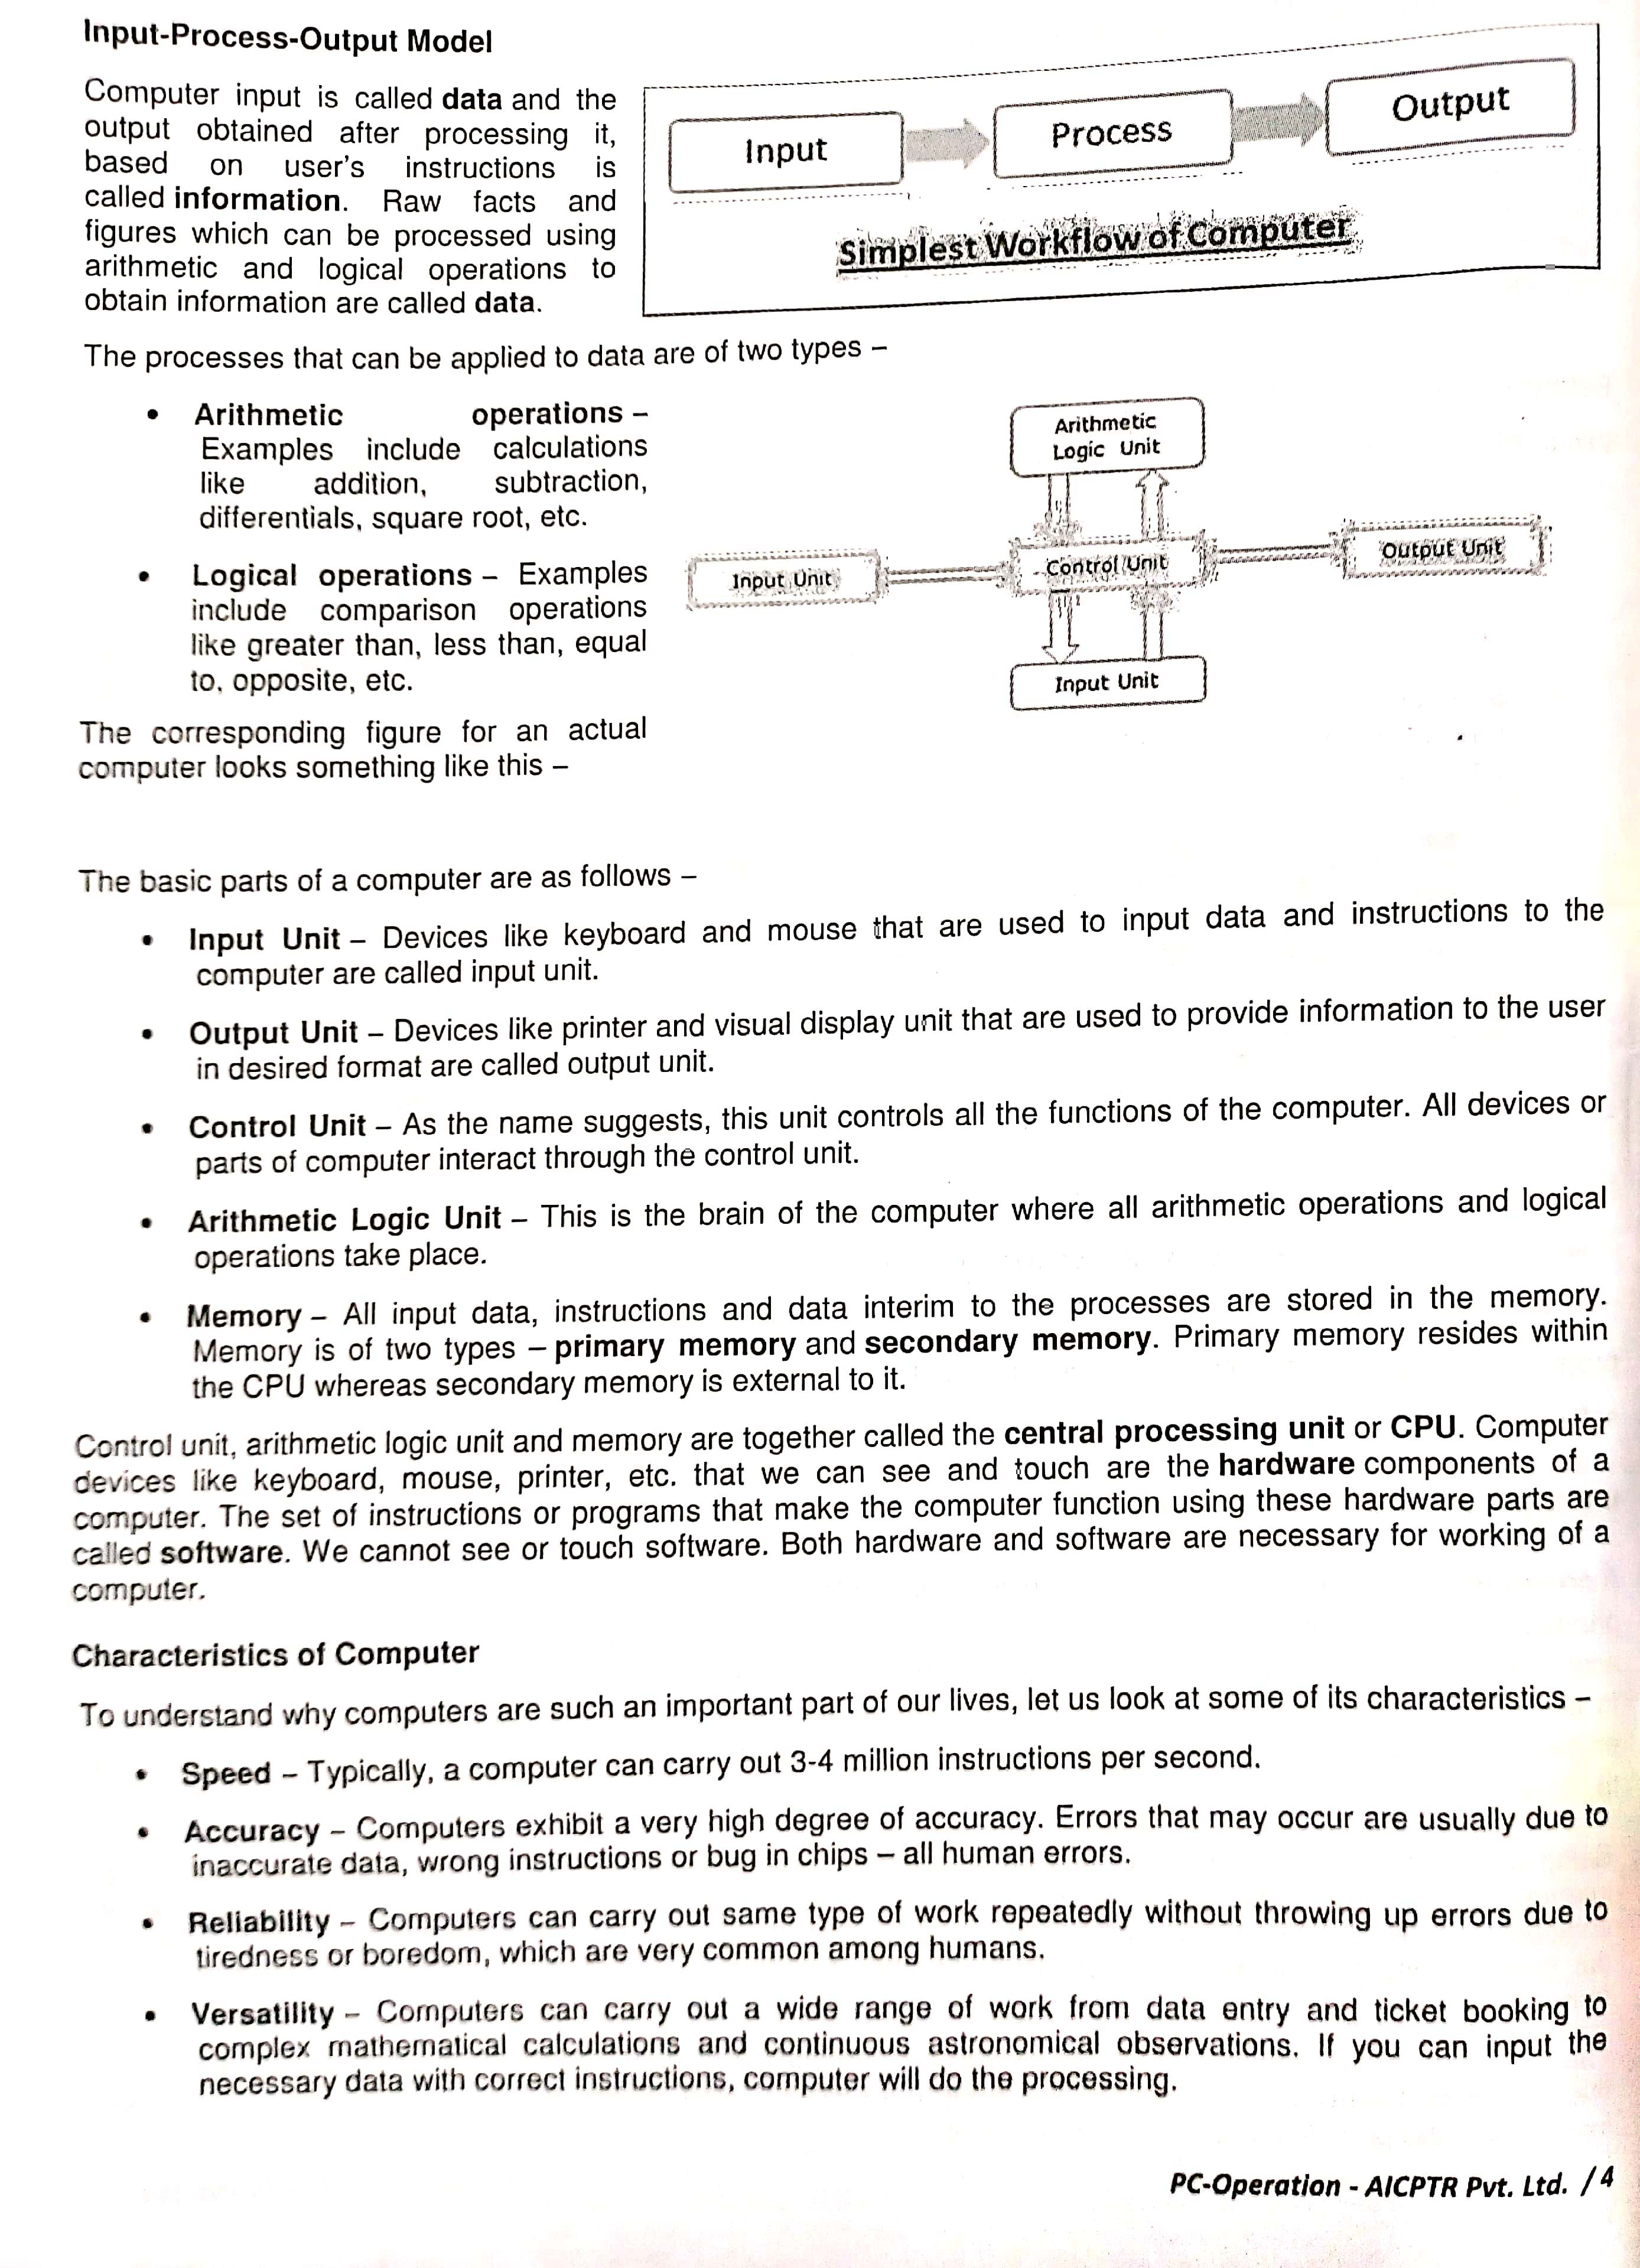 Input-Process-Output Model
Computer input is called data and the
output obtained after processing it,
based on user's instructions is
called information. Raw facts and
figures which can be processed using
arithmetic and logical operations to
obtain information are called data.
Input
Process
Output
Simplest Workflow of Computer
The processes that can be applied to data are of two types –
• Arithmetic operations –
Examples include calculations
like addition, subtraction,
differentials, square root, etc.
• Logical operations – Examples
include comparison operations
like greater than, less than, equal
to, opposite, etc.
The corresponding figure for an actual
computer looks something like this –
Arithmetic
Logic Unit
Input Unit
Control Unit
Output Unit
Input Unit
The basic parts of a computer are as follows –
• Input Unit – Devices like keyboard and mouse that are used to input data and instructions to the
computer are called input unit.
• Output Unit – Devices like printer and visual display unit that are used to provide information to the user
in desired format are called output unit.
• Control Unit – As the name suggests, this unit controls all the functions of the computer. All devices or
parts of computer interact through the control unit.
• Arithmetic Logic Unit – This is the brain of the computer where all arithmetic operations and logical
operations take place.
• Memory – All input data, instructions and data interim to the processes are stored in the memory.
Memory is of two types – primary memory and secondary memory. Primary memory resides within
the CPU whereas secondary memory is external to it.
Control unit, arithmetic logic unit and memory are together called the central processing unit or CPU. Computer
devices like keyboard, mouse, printer, etc. that we can see and touch are the hardware components of a
computer. The set of instructions or programs that make the computer function using these hardware parts are
called software. We cannot see or touch software. Both hardware and software are necessary for working of a
computer.
Characteristics of Computer
To understand why computers are such an important part of our lives, let us look at some of its characteristics –
• Speed – Typically, a computer can carry out 3-4 million instructions per second.
• Accuracy – Computers exhibit a very high degree of accuracy. Errors that may occur are usually due to
inaccurate data, wrong instructions or bug in chips – all human errors.
• Reliability – Computers can carry out same type of work repeatedly without throwing up errors due to
tiredness or boredom, which are very common among humans.
• Versatility – Computers can carry out a wide range of work from data entry and ticket booking to
complex mathematical calculations and continuous astronomical observations. If you can input the
necessary data with correct instructions, computer will do the processing.
PC-Operation - AICPTR Pvt. Ltd. / 4